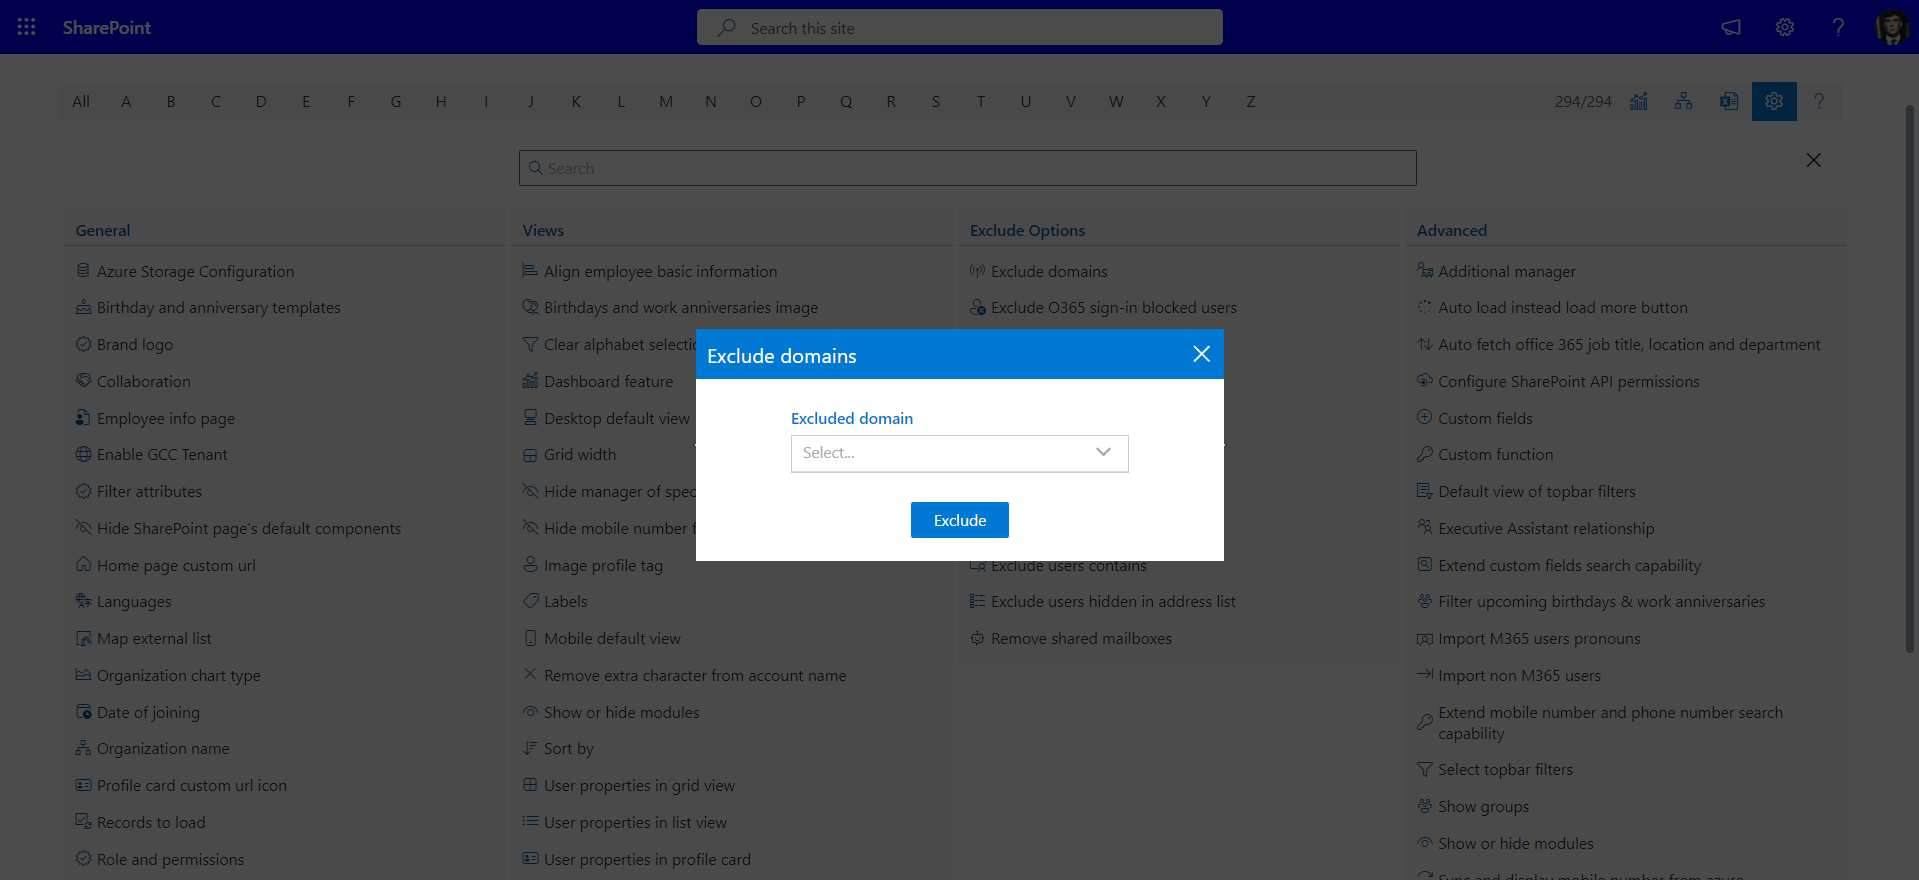 SharePoint
Search this site
?
All A B C D E F G H I J K L M N O P Q R S T U V W X Y Z
294/294
?
Search
General
Azure Storage Configuration
Birthday and anniversary templates
Brand logo
Collaboration
Employee info page
Enable GCC Tenant
Filter attributes
Hide SharePoint page's default components
Home page custom url
Languages
Map external list
Organization chart type
Date of joining
Organization name
Profile card custom url icon
Records to load
Role and permissions
Views
Align employee basic information
Birthdays and work anniversaries image
Clear alphabet selectio
Dashboard feature
Desktop default view
Grid width
Hide manager of spec
Hide mobile number f
Image profile tag
Labels
Mobile default view
Remove extra character from account name
Show or hide modules
Sort by
User properties in grid view
User properties in list view
User properties in profile card
Exclude Options
Exclude domains
Exclude O365 sign-in blocked users
Exclude domains
Excluded domain
Select...
Exclude
Exclude users contains
Exclude users hidden in address list
Remove shared mailboxes
Advanced
Additional manager
Auto load instead load more button
Auto fetch office 365 job title, location and department
Configure SharePoint API permissions
Custom fields
Custom function
Default view of topbar filters
Executive Assistant relationship
Extend custom fields search capability
Filter upcoming birthdays & work anniversaries
Import M365 users pronouns
Import non M365 users
Extend mobile number and phone number search
capability
Select topbar filters
Show groups
Show or hide modules
Sync and display mobile number from azure